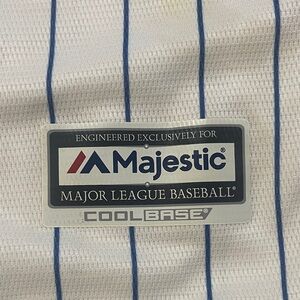 ENGINEERED EXCLUSIVELY FOR
Majestic®
MAJOR LEAGUE BASEBALL®
COOLBASE®